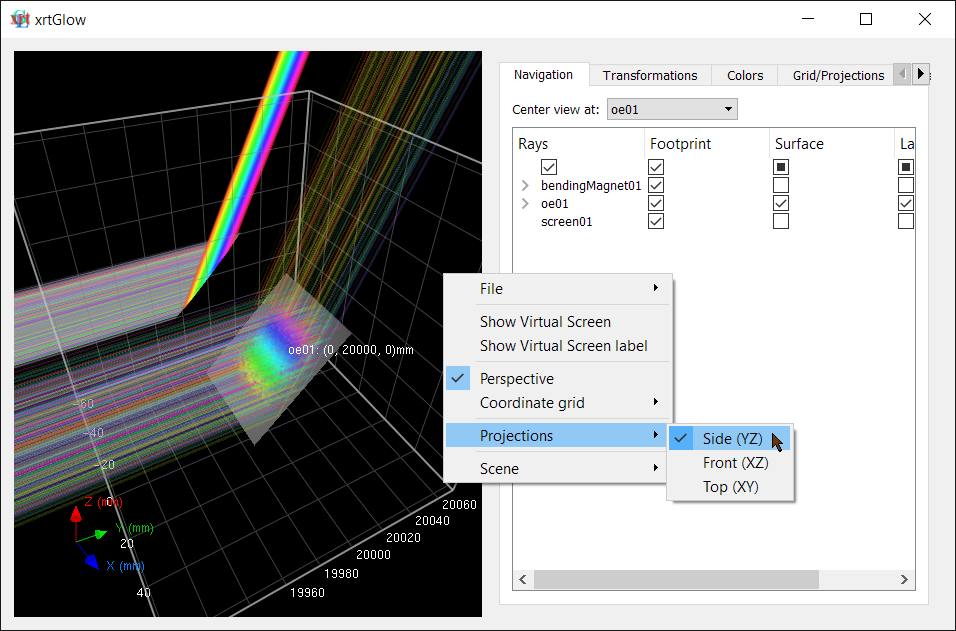 xrt xrtGlow
Navigation Transformations Colors Grid/Projections
Center view at: oe01
Rays Footprint Surface La
bendingMagnet01
oe01
screen01
File
Show Virtual Screen
Show Virtual Screen label
Perspective
Coordinate grid
Projections
Scene
Side (YZ)
Front (XZ)
Top (XY)
oe01: (0, 20000, 0)mm
-60
-40
-20
0
20
40
Z (mm)
Y (mm)
X (mm)
20060
20040
20020
20000
19980
19960